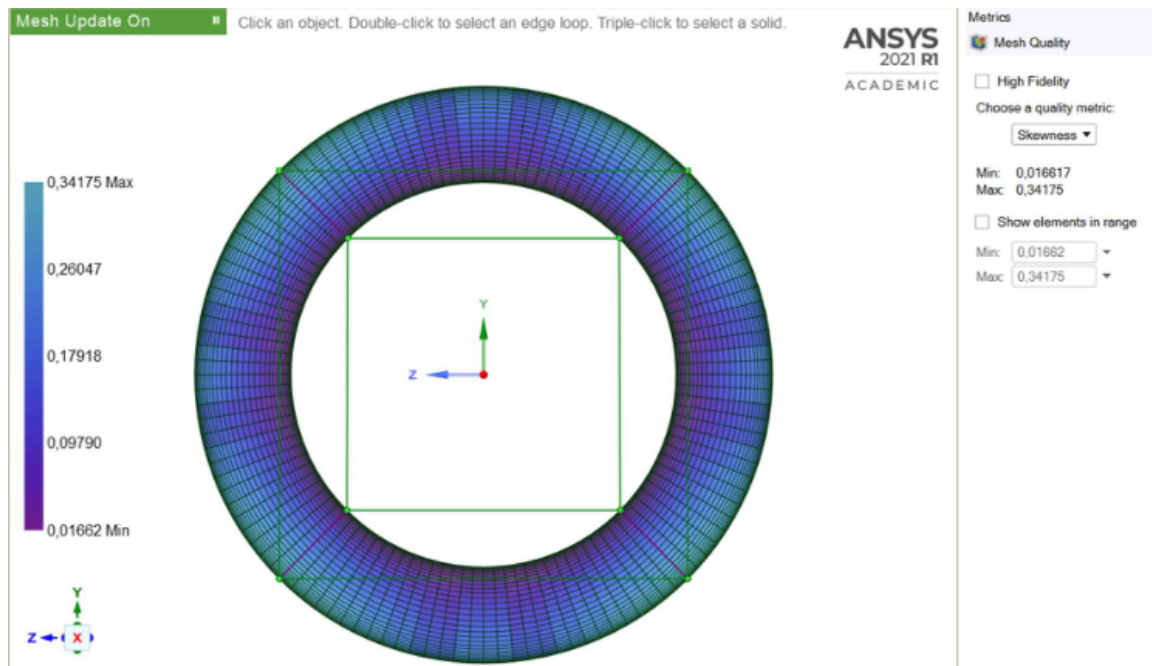 Mesh Update On
Click an object. Double-click to select an edge loop. Triple-click to select a solid.
ANSYS
2021 R1
ACADEMIC
0,34175 Max
0,26047
0,17918
0,09790
0,01662 Min
Y
Z
Y
Z
X
Metrics
Mesh Quality
High Fidelity
Choose a quality metric:
Skewness
Min: 0,016617
Max: 0,34175
Show elements in range
Min: 0,01662
Max: 0,34175